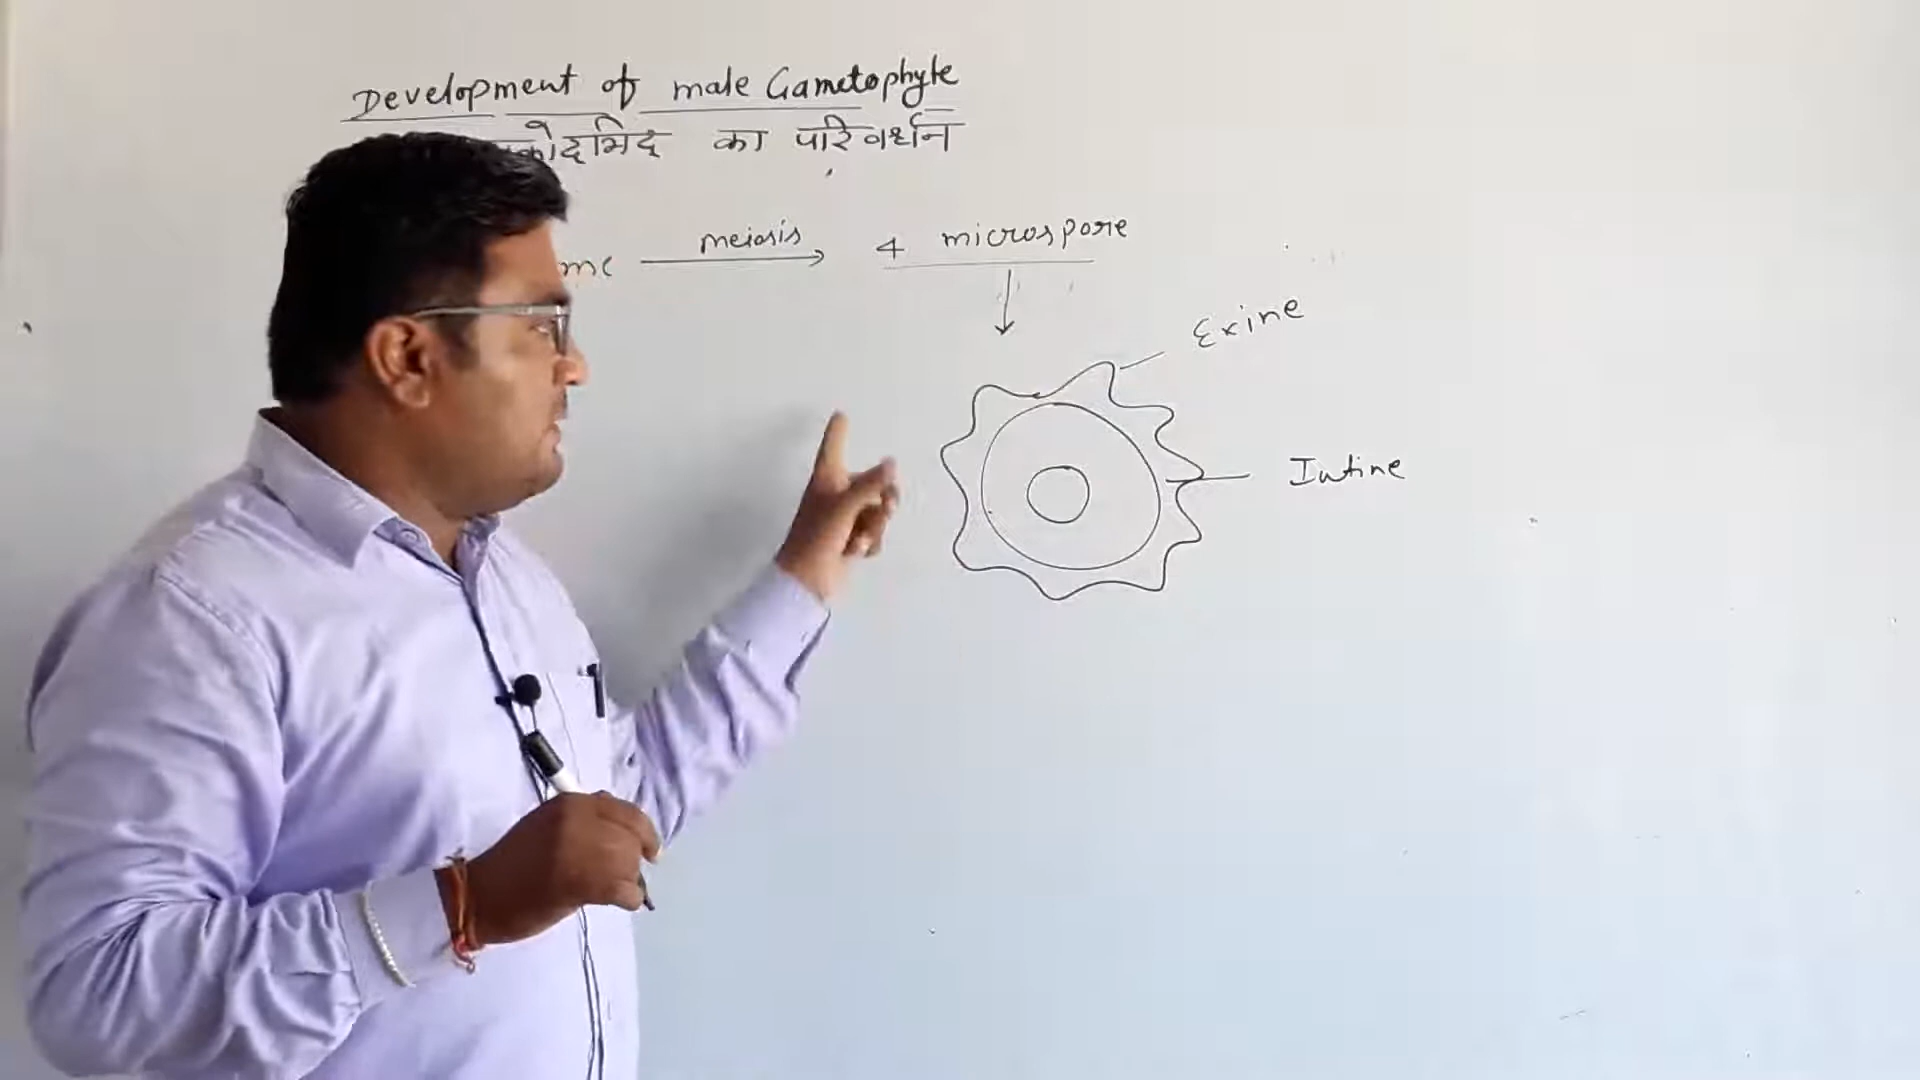 Development of male Gametophyte
का परिवर्धन
meiosis
4 microspore
Exine
Intine